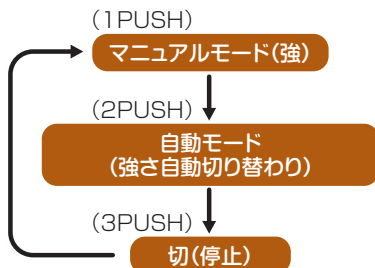 (1PUSH)
マニュアルモード(強)
(2PUSH)
自動モード
(強さ自動切り替わり)
(3PUSH)
切(停止)